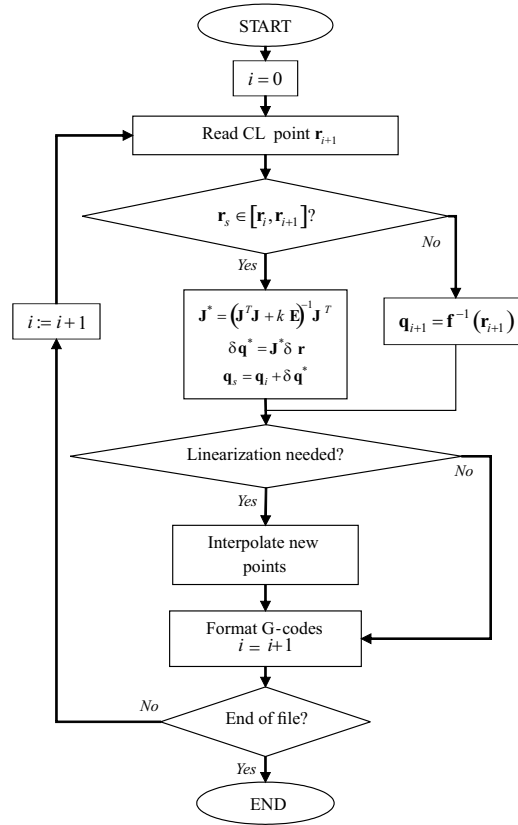 START
i = 0
Read CL point r_{i+1}
r_s ∈ [r_i, r_{i+1}]?
No
Yes
i := i+1
J* = (J^T J + k E)^{-1} J^T
δq* = J* δ r
q_s = q_i + δq*
q_{i+1} = f^{-1}(r_{i+1})
Linearization needed?
No
Yes
Interpolate new
points
Format G-codes
i = i+1
No
End of file?
Yes
END